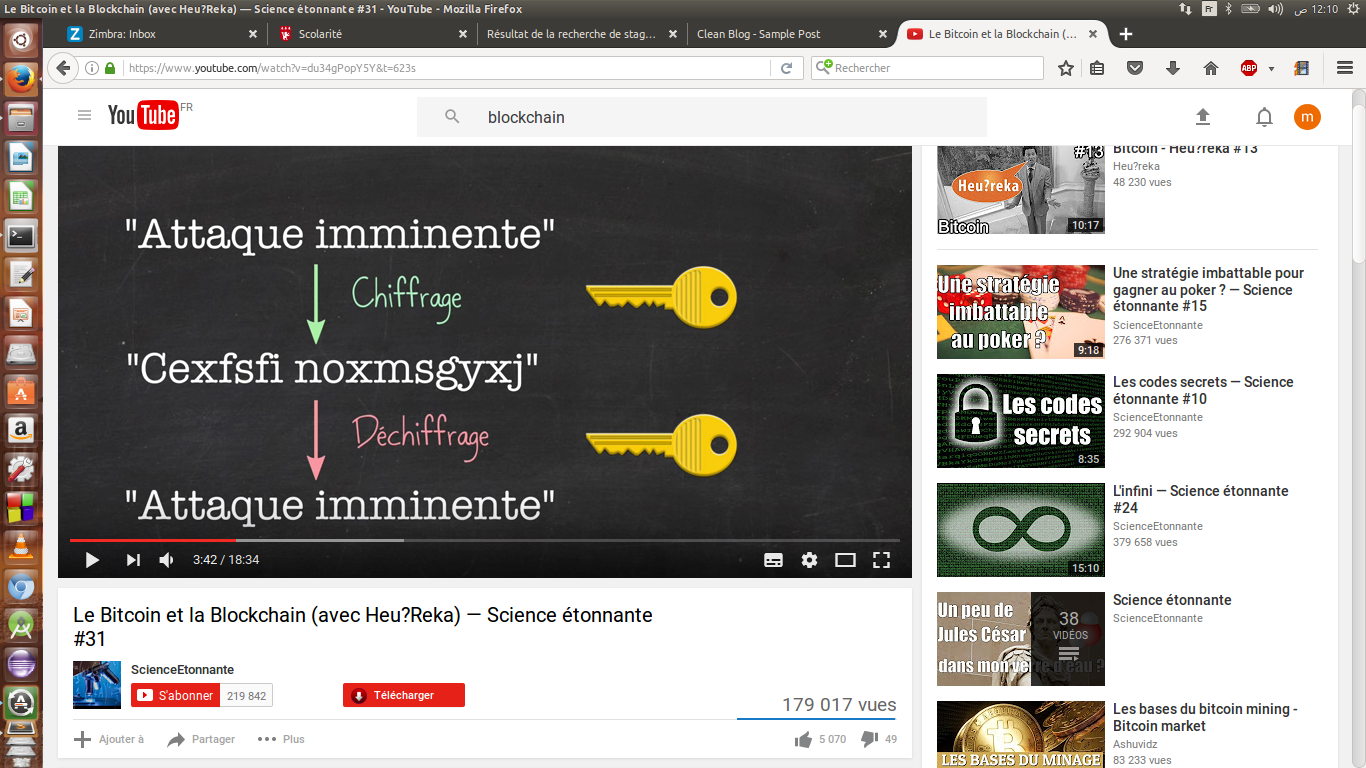 Le Bitcoin et la Blockchain (avec Heu?Reka) — Science étonnante #31 - YouTube - Mozilla Firefox
Fr
12:10 ص
Zimbra: Inbox
Scolarité
Résultat de la recherche de stag…
Clean Blog - Sample Post
Le Bitcoin et la Blockchain (…
https://www.youtube.com/watch?v=du34gPopY5Y&t=623s
Rechercher
ABP
YouTube FR
blockchain
m
"Attaque imminente"
Chiffrage
"Cexfsfi noxmsgyxj"
Déchiffrage
"Attaque imminente"
3:42 / 18:34
Le Bitcoin et la Blockchain (avec Heu?Reka) — Science étonnante
#31
ScienceEtonnante
S'abonner 219 842
Télécharger
179 017 vues
Ajouter à
Partager
Plus
5 070
49
#13
Heu?reka
Bitcoin
10:17
Bitcoin - Heu?reka #13
Heu?reka
48 230 vues
Une stratégie
imbattable
au poker ?
9:18
Une stratégie imbattable pour
gagner au poker ? — Science
étonnante #15
ScienceEtonnante
276 371 vues
Les codes
secrets
8:35
Les codes secrets — Science
étonnante #10
ScienceEtonnante
292 904 vues
15:10
L'infini — Science étonnante
#24
ScienceEtonnante
379 658 vues
Un peu de
Jules César
dans mon verre d'eau ?
38
VIDÉOS
Science étonnante
ScienceEtonnante
LES BASES DU MINAGE
Les bases du bitcoin mining -
Bitcoin market
Ashuvidz
83 233 vues